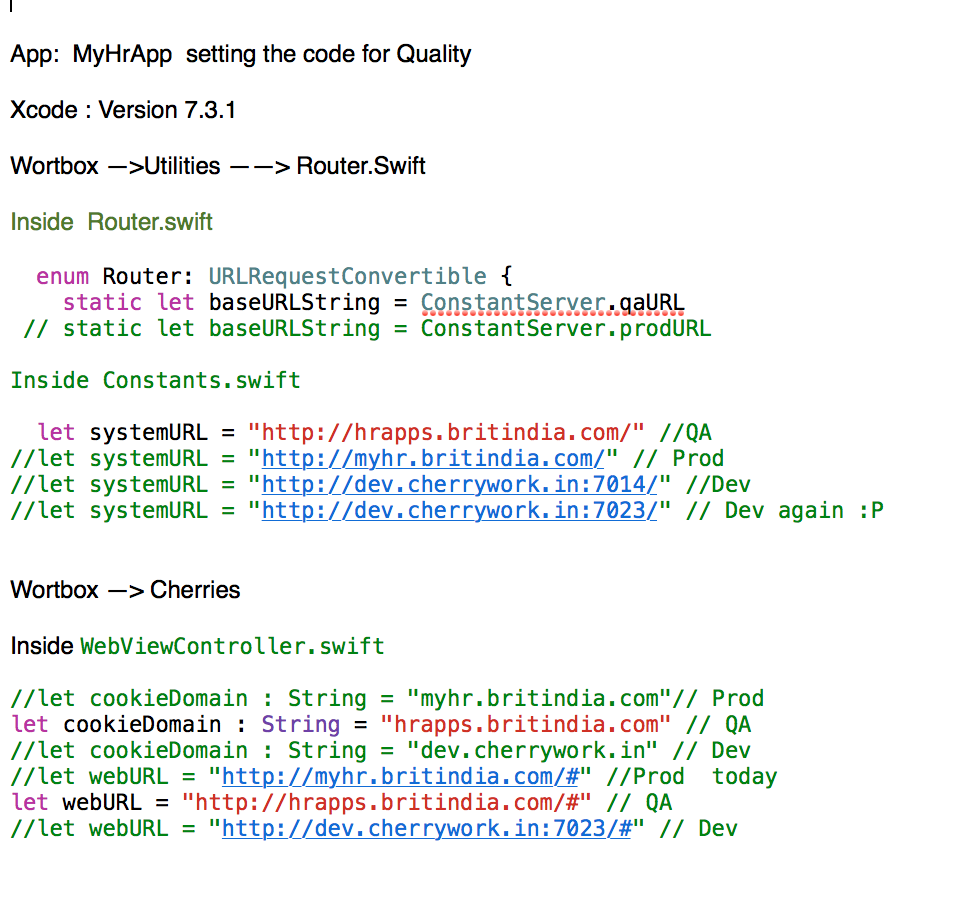 App:  MyHrApp  setting the code for Quality
Xcode : Version 7.3.1
Wortbox —>Utilities — —> Router.Swift
Inside  Router.swift
enum Router: URLRequestConvertible {
static let baseURLString = ConstantServer.qaURL
// static let baseURLString = ConstantServer.prodURL
Inside Constants.swift
let systemURL = "http://hrapps.britindia.com/" //QA
//let systemURL = "http://myhr.britindia.com/" // Prod
//let systemURL = "http://dev.cherrywork.in:7014/" //Dev
//let systemURL = "http://dev.cherrywork.in:7023/" // Dev again :P
Wortbox —> Cherries
Inside WebViewController.swift
//let cookieDomain : String = "myhr.britindia.com"// Prod
let cookieDomain : String = "hrapps.britindia.com" // QA
//let cookieDomain : String = "dev.cherrywork.in" // Dev
//let webURL = "http://myhr.britindia.com/#" //Prod  today
let webURL = "http://hrapps.britindia.com/#" // QA
//let webURL = "http://dev.cherrywork.in:7023/#" // Dev